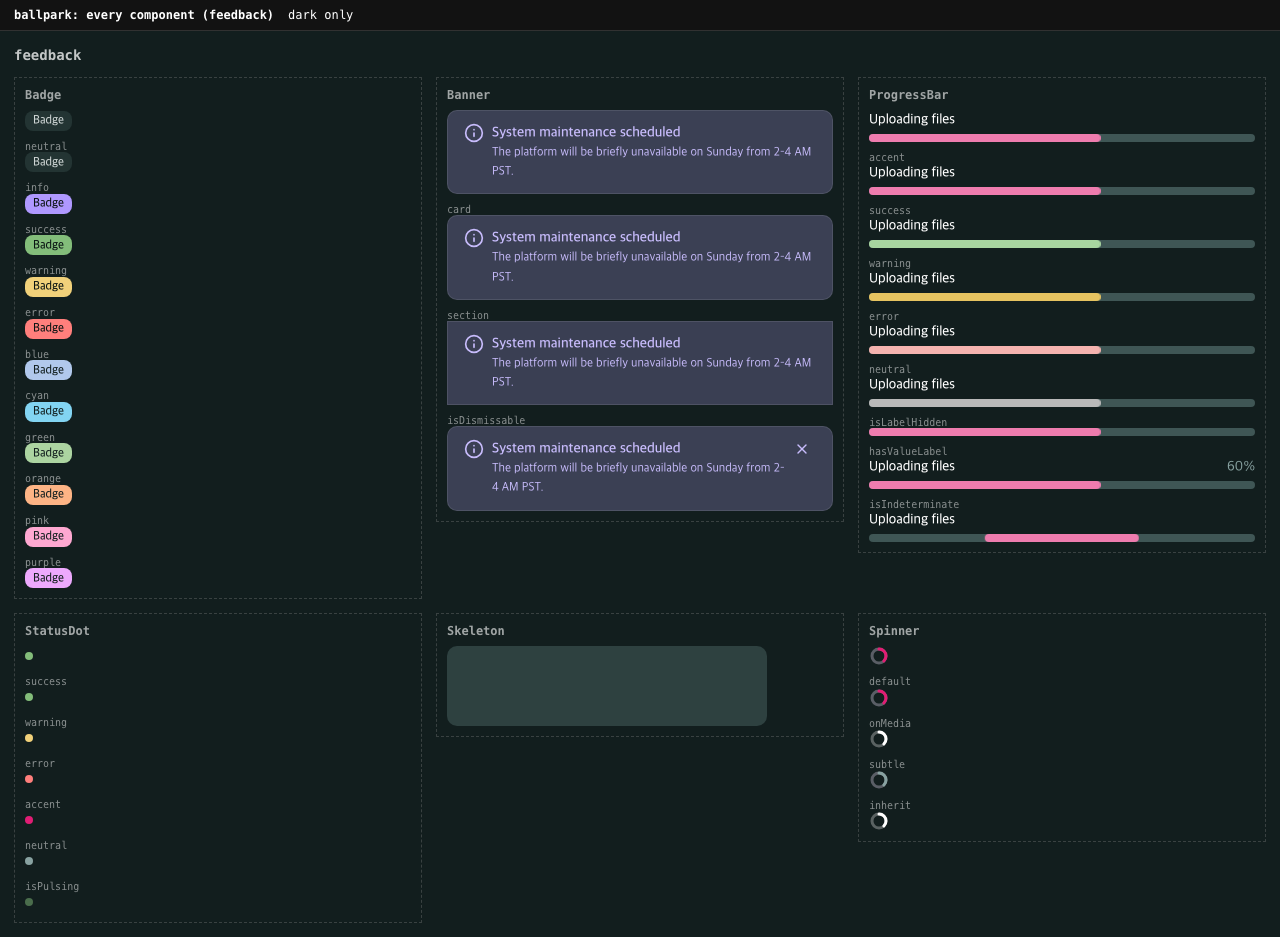 ballpark: every component (feedback) dark only
feedback
Badge
Badge
neutral
Badge
info
Badge
success
Badge
warning
Badge
error
Badge
blue
Badge
cyan
Badge
green
Badge
orange
Badge
pink
Badge
purple
Badge
Banner
System maintenance scheduled
The platform will be briefly unavailable on Sunday from 2-4 AM
PST.
card
System maintenance scheduled
The platform will be briefly unavailable on Sunday from 2-4 AM
PST.
section
System maintenance scheduled
The platform will be briefly unavailable on Sunday from 2-4 AM
PST.
isDismissable
System maintenance scheduled
The platform will be briefly unavailable on Sunday from 2-
4 AM PST.
ProgressBar
Uploading files
accent
Uploading files
success
Uploading files
warning
Uploading files
error
Uploading files
neutral
Uploading files
isLabelHidden
hasValueLabel
Uploading files 60%
isIndeterminate
Uploading files
StatusDot
success
warning
error
accent
neutral
isPulsing
Skeleton
Spinner
default
onMedia
subtle
inherit